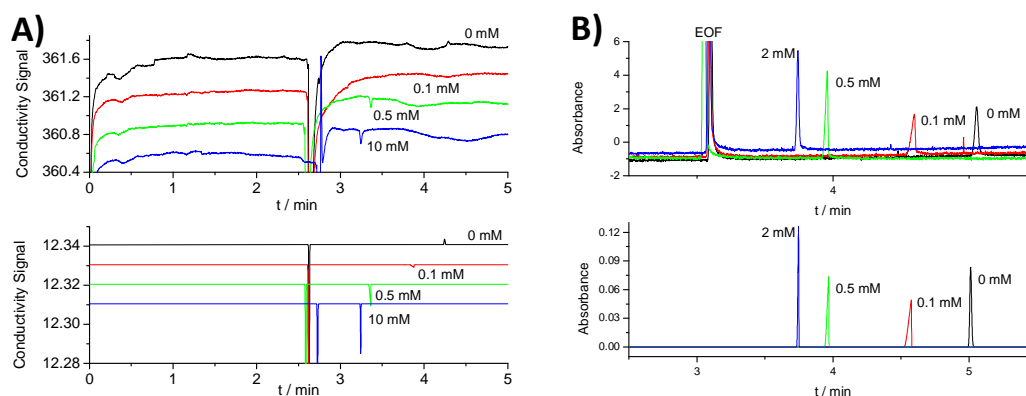 A)
Conductivity Signal
361.6
361.2
360.8
360.4
0 mM
0.1 mM
0.5 mM
10 mM
0 1 2 3 4 5
t / min
Conductivity Signal
12.34
12.32
12.30
12.28
0 mM
0.1 mM
0.5 mM
10 mM
0 1 2 3 4 5
t / min
B)
EOF
Absorbance
6
4
2
0
-2
2 mM
0.5 mM
0.1 mM
0 mM
3 4 5
t / min
Absorbance
0.12
0.09
0.06
0.03
0.00
2 mM
0.5 mM
0.1 mM
0 mM
3 4 5
t / min